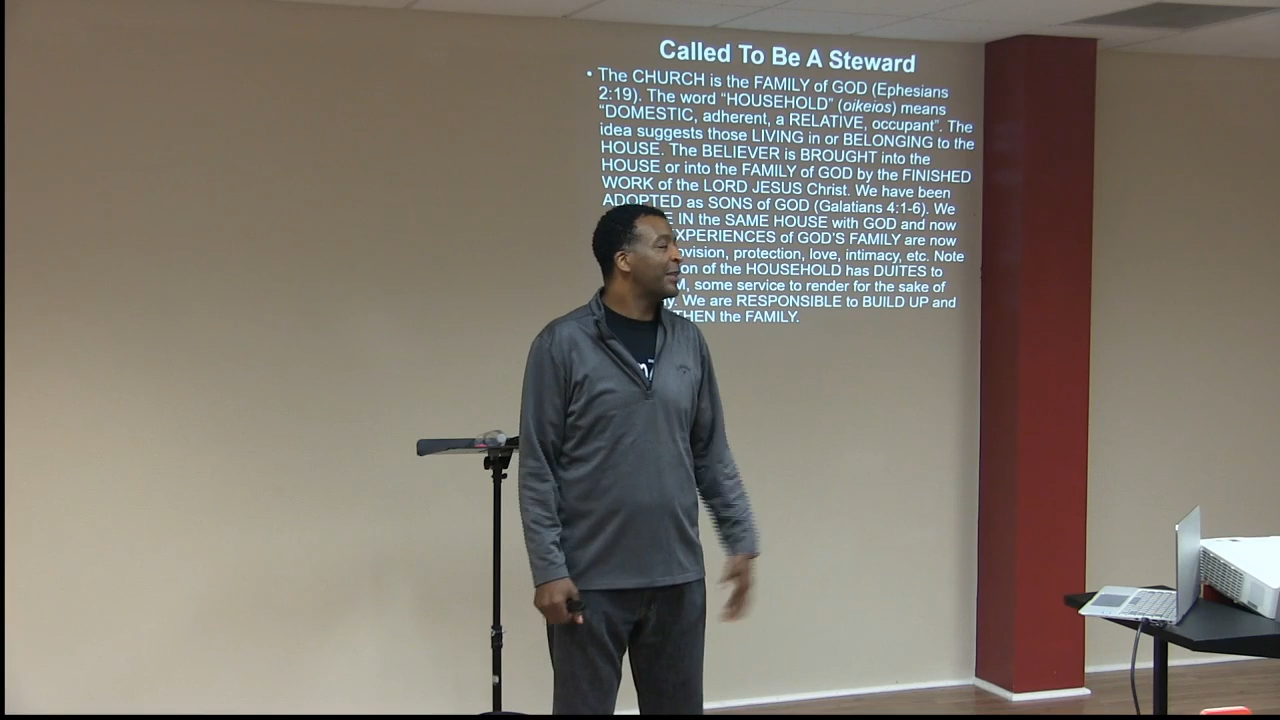 Called To Be A Steward
• The CHURCH is the FAMILY of GOD (Ephesians
2:19). The word “HOUSEHOLD” (oikeios) means
“DOMESTIC, adherent, a RELATIVE, occupant”. The
idea suggests those LIVING in or BELONGING to the
HOUSE. The BELIEVER is BROUGHT into the
HOUSE or into the FAMILY of GOD by the FINISHED
WORK of the LORD JESUS Christ. We have been
ADOPTED as SONS of GOD (Galatians 4:1-6). We
IN the SAME HOUSE with GOD and now
EXPERIENCES of GOD'S FAMILY are now
protection, love, intimacy, etc. Note
of the HOUSEHOLD has DUITES to
some service to render for the sake of
We are RESPONSIBLE to BUILD UP and
the FAMILY.